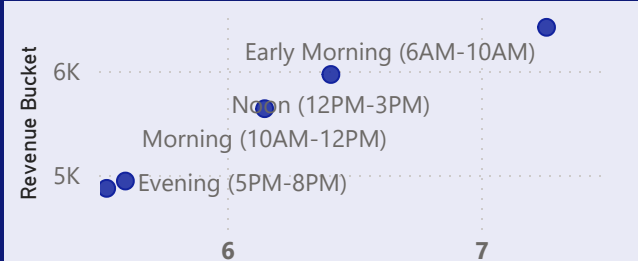 Revenue Bucket
6K
5K
Early Morning (6AM-10AM)
Noon (12PM-3PM)
Morning (10AM-12PM)
Evening (5PM-8PM)
6 7